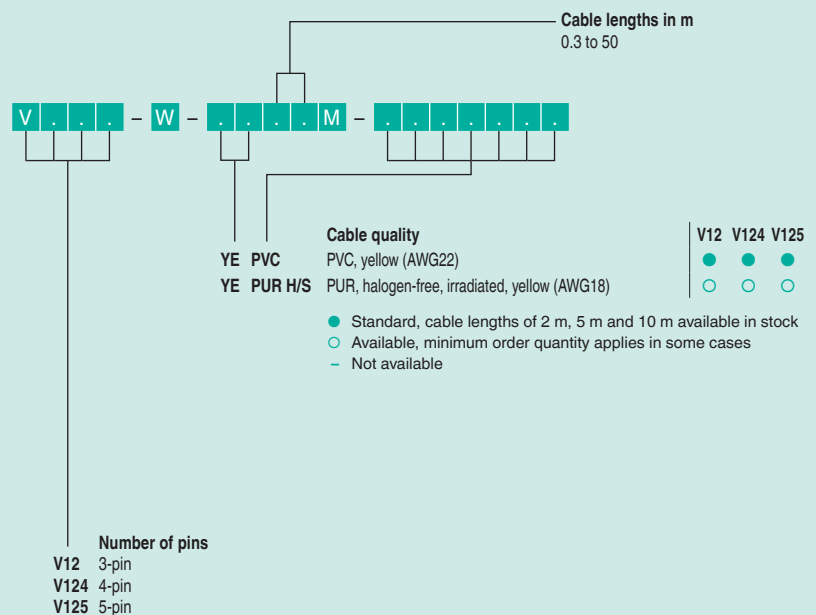 Cable lengths in m
0.3 to 50
V . . . – W – . . . . M – . . . . . . .
Cable quality V12 V124 V125
YE PVC PVC, yellow (AWG22) ● ● ●
YE PUR H/S PUR, halogen-free, irradiated, yellow (AWG18) ○ ○ ○
● Standard, cable lengths of 2 m, 5 m and 10 m available in stock
○ Available, minimum order quantity applies in some cases
– Not available
Number of pins
V12 3-pin
V124 4-pin
V125 5-pin